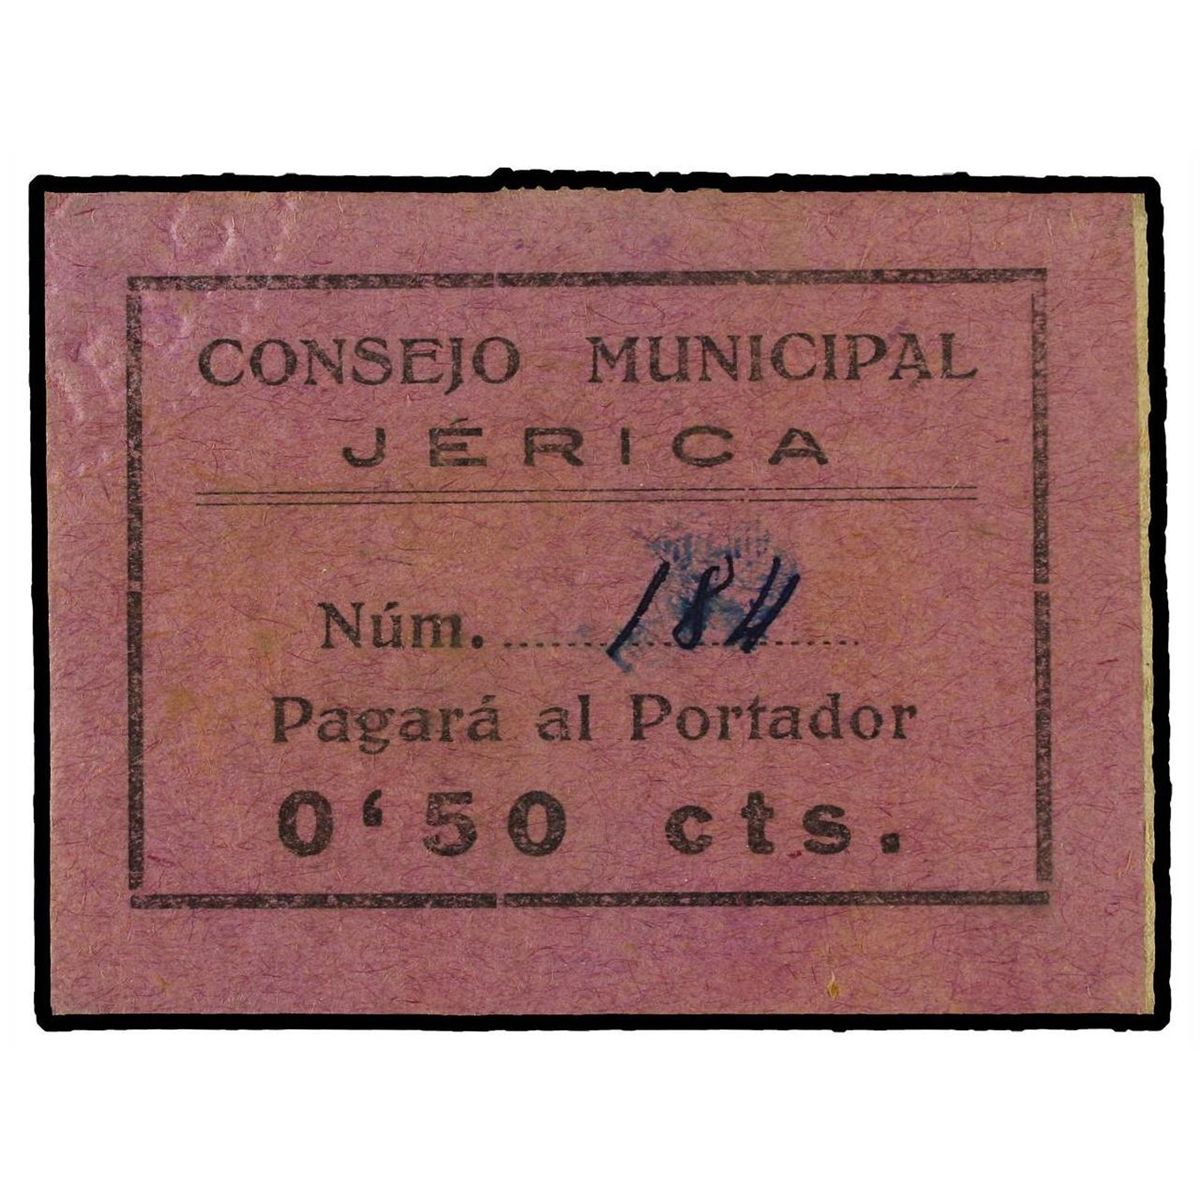 CONSEJO MUNICIPAL
JÉRICA
Núm. 184
Pagará al Portador
0‘50 cts.